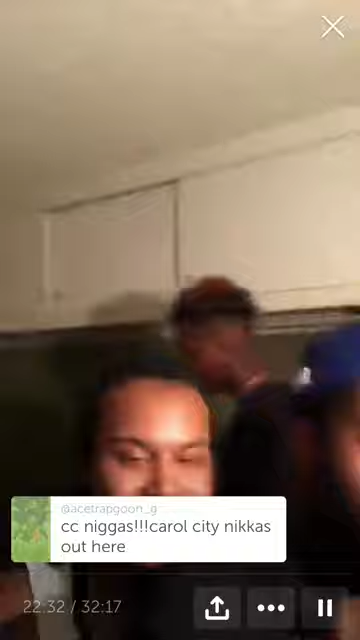 @acetrapgoon_g
cc niggas!!!carol city nikkas
out here
22:32 / 32:17